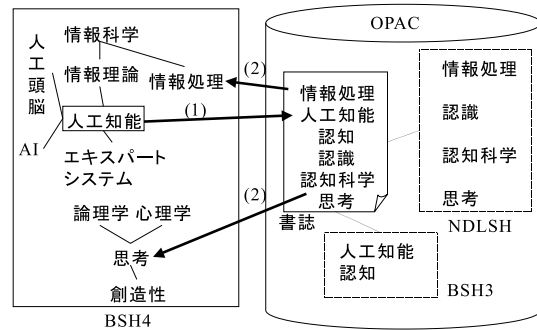 OPAC
情報科学
人工頭脳
情報理論
情報処理
(2)
人工知能
(1)
AI
エキスパート
システム
論理学 心理学
思考
創造性
BSH4
(2)
情報処理
人工知能
認知
認識
認知科学
思考
書誌
人工知能
認知
BSH3
情報処理
認識
認知科学
思考
NDLSH